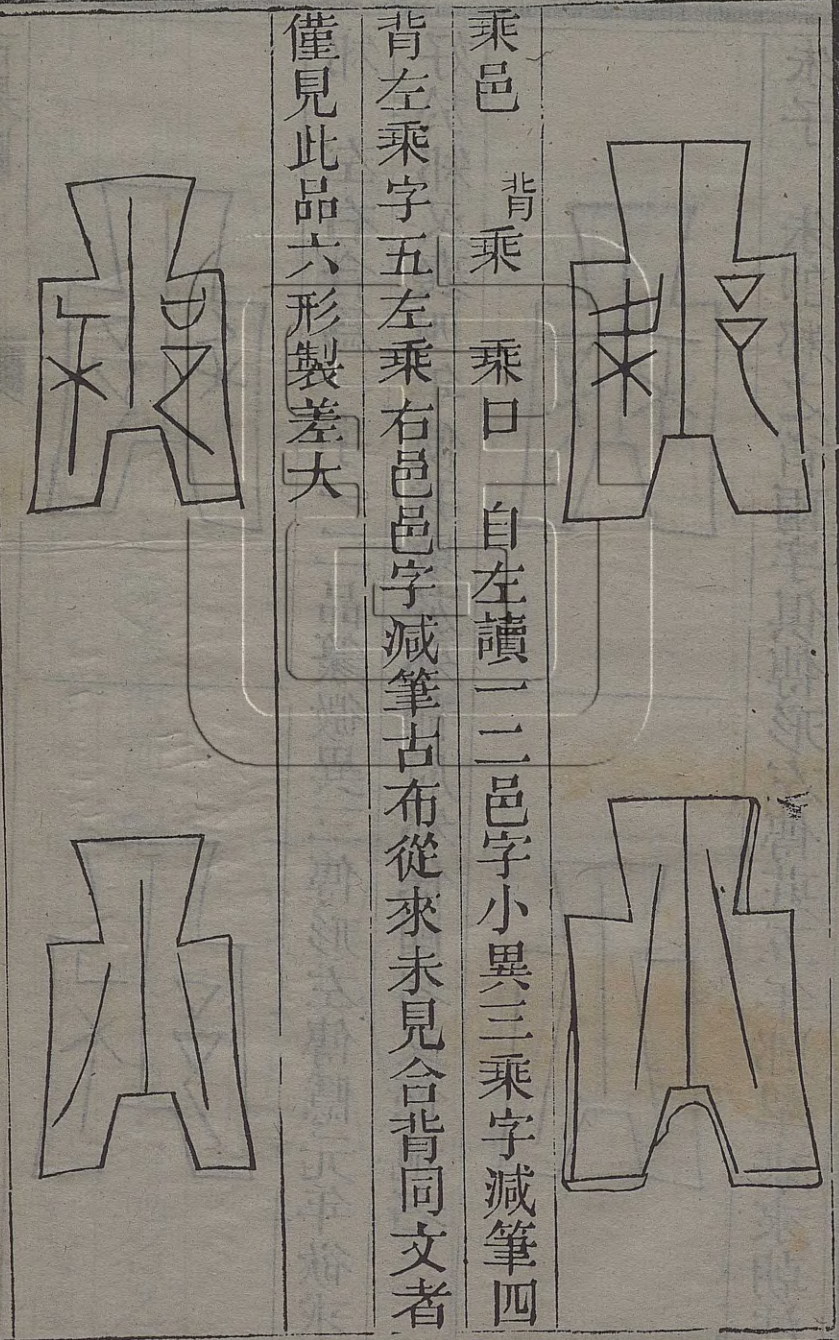 乘邑 背乘 乘口 自左讀一二邑字小異三乘字減筆四
背左乘字五左乘右邑邑字減筆古布從來未見合背同文者
僅見此品六形製差大